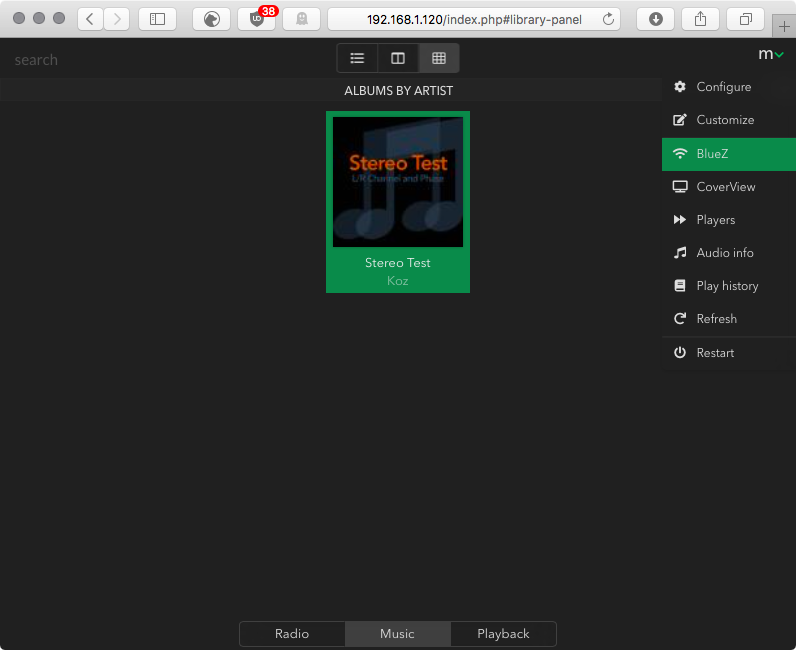 38
192.168.1.120/index.php#library-panel
search
m
ALBUMS BY ARTIST
Configure
Customize
BlueZ
CoverView
Players
Audio info
Play history
Refresh
Restart
Stereo Test
L/R Channel and Phase
Stereo Test
Koz
Radio
Music
Playback